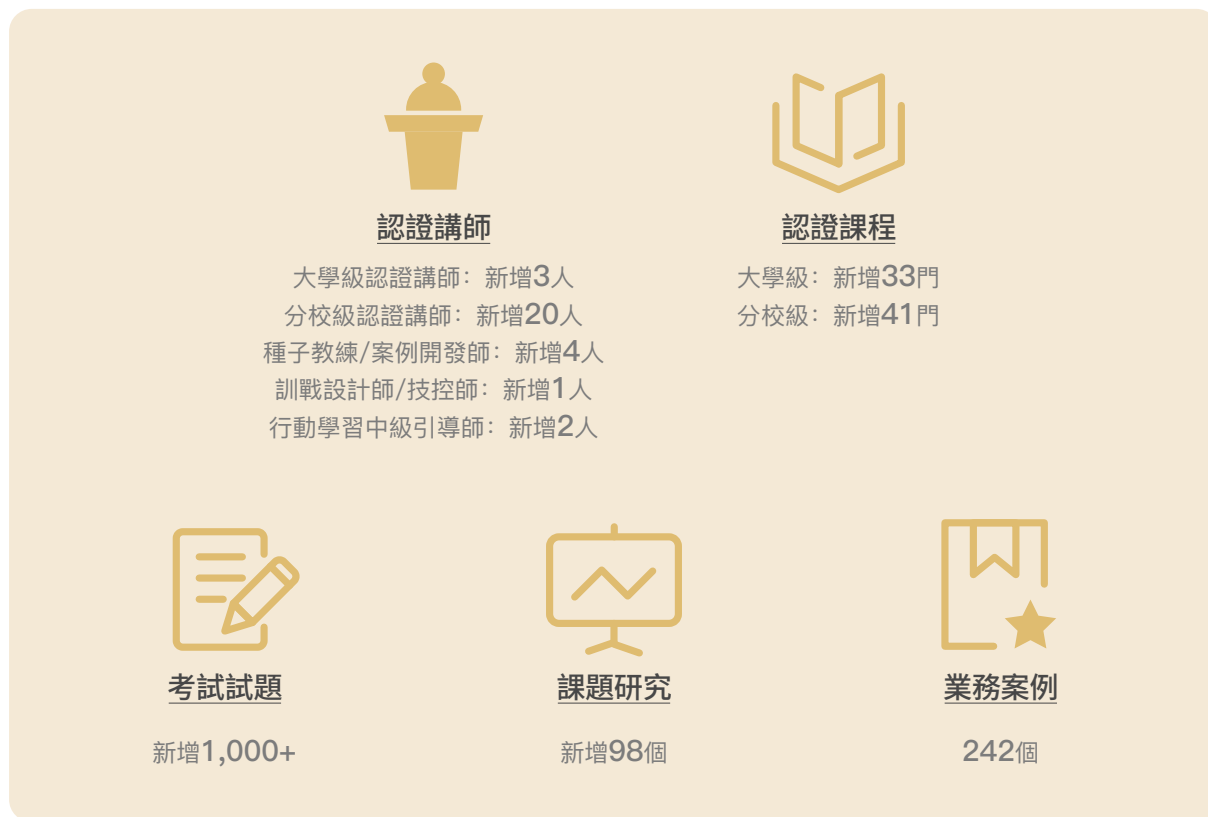 認證講師
大學級認證講師：新增3人
分校級認證講師：新增20人
種子教練/案例開發師：新增4人
訓戰設計師/技控師：新增1人
行動學習中級引導師：新增2人
認證課程
大學級：新增33門
分校級：新增41門
考試試題
新增1,000+
課題研究
新增98個
業務案例
242個